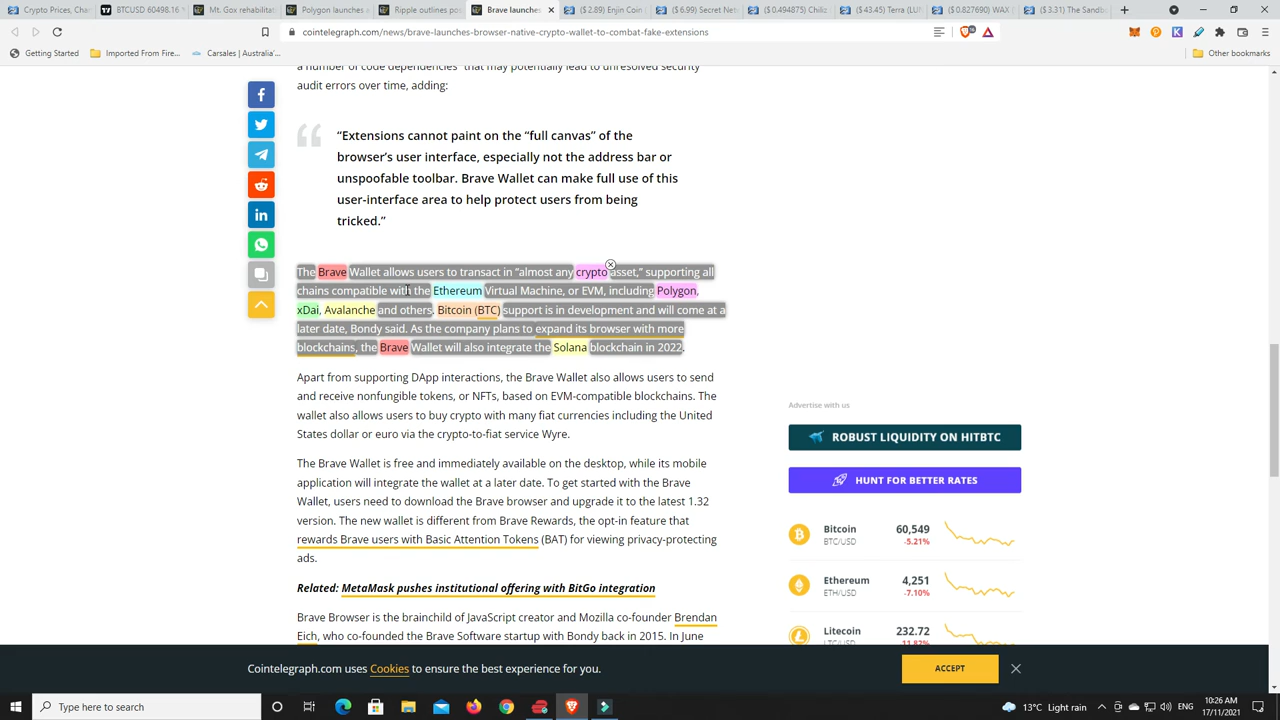 Crypto Prices, Cha
BTCUSD 60498.16
Mt. Gox rehabilitat
Polygon launches
Ripple outlines pos
Brave launches
($2.89) Enjin Coin
($6.99) Secret Net
($0.494875) Chiliz
($43.45) Terra (LUN
($0.827690) WAX
($3.31) The Sandb
cointelegraph.com/news/brave-launches-browser-native-crypto-wallet-to-combat-fake-extensions
Getting Started
Imported From Fire...
Carsales | Australia'...
Other bookmarks
a number of code dependencies" that may potentially lead to unresolved security
audit errors over time, adding:
“Extensions cannot paint on the “full canvas” of the
browser’s user interface, especially not the address bar or
unspoofable toolbar. Brave Wallet can make full use of this
user-interface area to help protect users from being
tricked.”
The Brave Wallet allows users to transact in “almost any crypto asset,” supporting all
chains compatible with the Ethereum Virtual Machine, or EVM, including Polygon,
xDai, Avalanche and others. Bitcoin (BTC) support is in development and will come at a
later date, Bondy said. As the company plans to expand its browser with more
blockchains, the Brave Wallet will also integrate the Solana blockchain in 2022.
Apart from supporting DApp interactions, the Brave Wallet also allows users to send
and receive nonfungible tokens, or NFTs, based on EVM-compatible blockchains. The
wallet also allows users to buy crypto with many fiat currencies including the United
States dollar or euro via the crypto-to-fiat service Wyre.
The Brave Wallet is free and immediately available on the desktop, while its mobile
application will integrate the wallet at a later date. To get started with the Brave
Wallet, users need to download the Brave browser and upgrade it to the latest 1.32
version. The new wallet is different from Brave Rewards, the opt-in feature that
rewards Brave users with Basic Attention Tokens (BAT) for viewing privacy-protecting
ads.
Related: MetaMask pushes institutional offering with BitGo integration
Brave Browser is the brainchild of JavaScript creator and Mozilla co-founder Brendan
Eich, who co-founded the Brave Software startup with Bondy back in 2015. In June
Advertise with us
ROBUST LIQUIDITY ON HITBTC
HUNT FOR BETTER RATES
Bitcoin 60,549
BTC/USD -5.21%
Ethereum 4,251
ETH/USD -7.10%
Litecoin 232.72
LTC/USD 11.82%
Cointelegraph.com uses Cookies to ensure the best experience for you.
ACCEPT
Type here to search
13°C Light rain
ENG
10:26 AM
17/11/2021